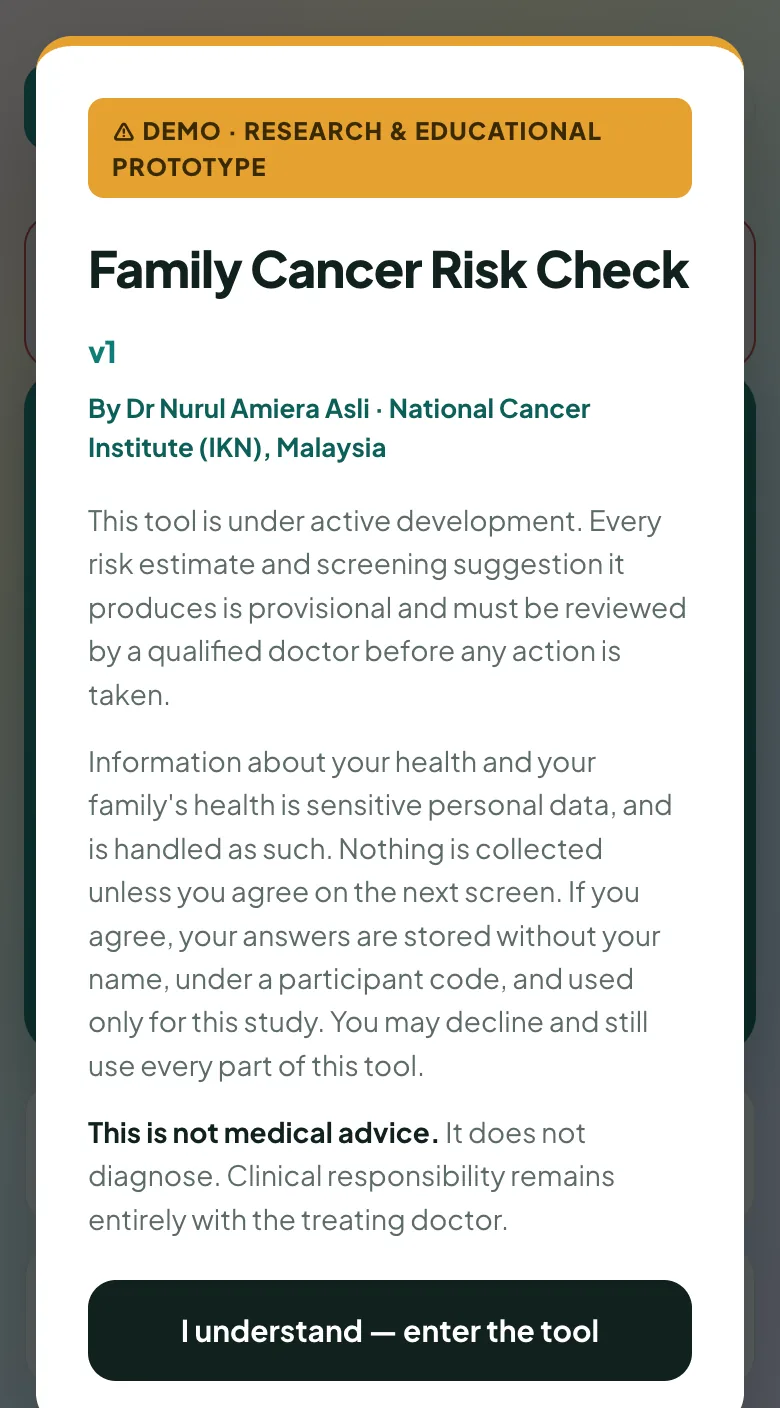 ⚠ DEMO · RESEARCH & EDUCATIONAL
PROTOTYPE
Family Cancer Risk Check
v1
By Dr Nurul Amiera Asli · National Cancer
Institute (IKN), Malaysia
This tool is under active development. Every
risk estimate and screening suggestion it
produces is provisional and must be reviewed
by a qualified doctor before any action is
taken.
Information about your health and your
family's health is sensitive personal data, and
is handled as such. Nothing is collected
unless you agree on the next screen. If you
agree, your answers are stored without your
name, under a participant code, and used
only for this study. You may decline and still
use every part of this tool.
This is not medical advice. It does not
diagnose. Clinical responsibility remains
entirely with the treating doctor.
I understand — enter the tool